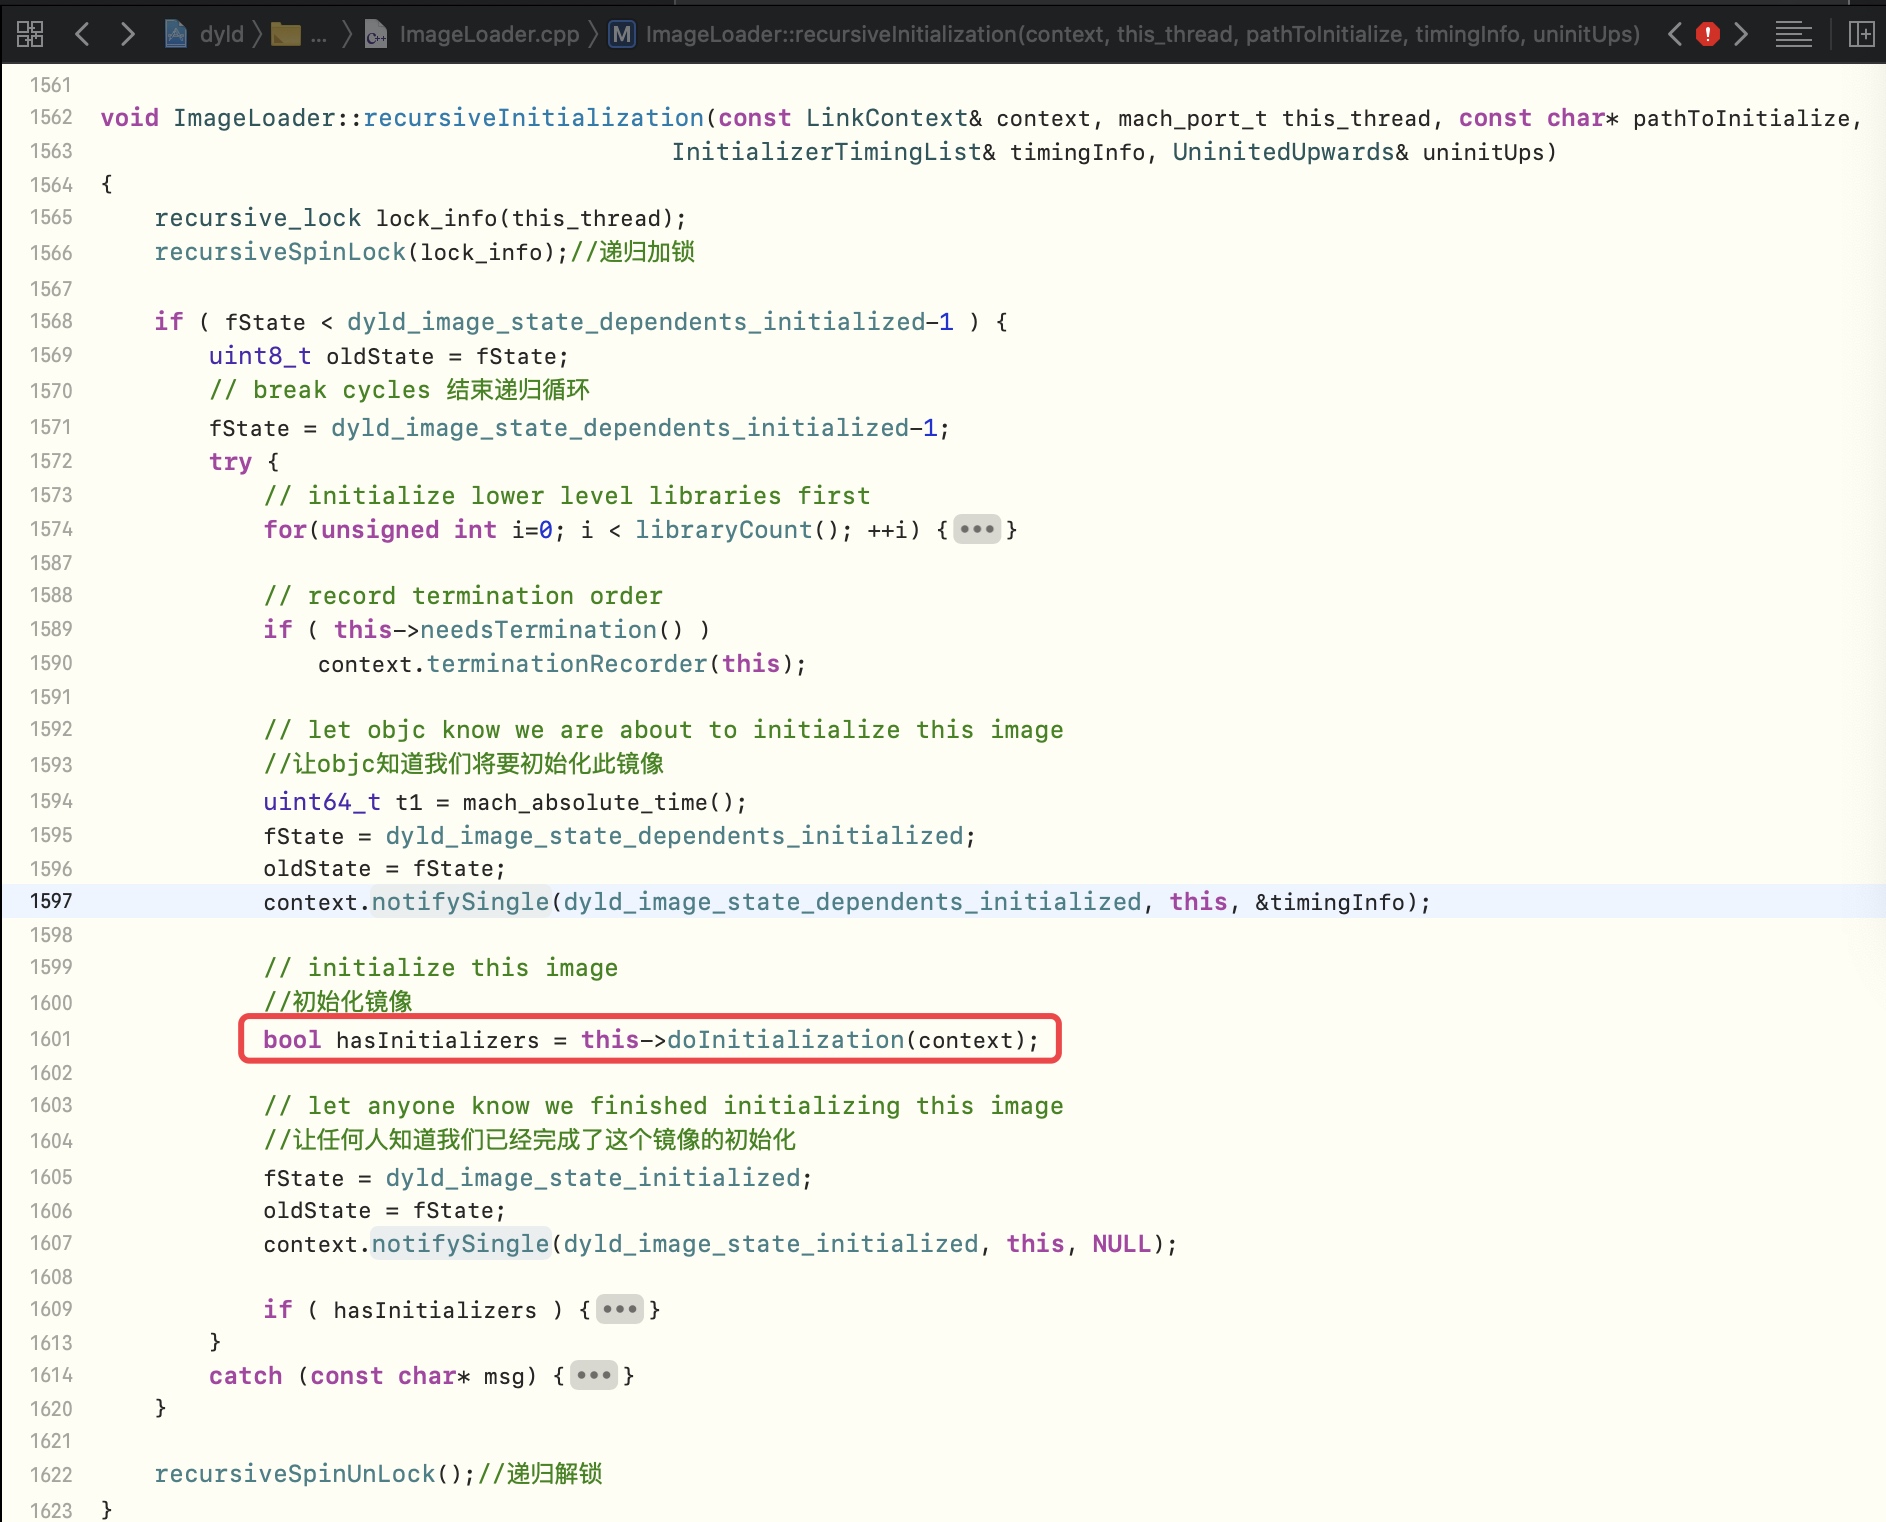 dyld ... ImageLoader.cpp M ImageLoader::recursiveInitialization(context, this_thread, pathToInitialize, timingInfo, uninitUps)
1561
1562 void ImageLoader::recursiveInitialization(const LinkContext& context, mach_port_t this_thread, const char* pathToInitialize,
1563 InitializerTimingList& timingInfo, UninitedUpwards& uninitUps)
1564 {
1565 recursive_lock lock_info(this_thread);
1566 recursiveSpinLock(lock_info);//递归加锁
1567
1568 if ( fState < dyld_image_state_dependents_initialized-1 ) {
1569 uint8_t oldState = fState;
1570 // break cycles 结束递归循环
1571 fState = dyld_image_state_dependents_initialized-1;
1572 try {
1573 // initialize lower level libraries first
1574 for(unsigned int i=0; i < libraryCount(); ++i) {•••}
1587
1588 // record termination order
1589 if ( this->needsTermination() )
1590 context.terminationRecorder(this);
1591
1592 // let objc know we are about to initialize this image
1593 //让objc知道我们将要初始化此镜像
1594 uint64_t t1 = mach_absolute_time();
1595 fState = dyld_image_state_dependents_initialized;
1596 oldState = fState;
1597 context.notifySingle(dyld_image_state_dependents_initialized, this, &timingInfo);
1598
1599 // initialize this image
1600 //初始化镜像
1601 bool hasInitializers = this->doInitialization(context);
1602
1603 // let anyone know we finished initializing this image
1604 //让任何人知道我们已经完成了这个镜像的初始化
1605 fState = dyld_image_state_initialized;
1606 oldState = fState;
1607 context.notifySingle(dyld_image_state_initialized, this, NULL);
1608
1609 if ( hasInitializers ) {•••}
1613 }
1614 catch (const char* msg) {•••}
1620 }
1621
1622 recursiveSpinUnLock();//递归解锁
1623 }